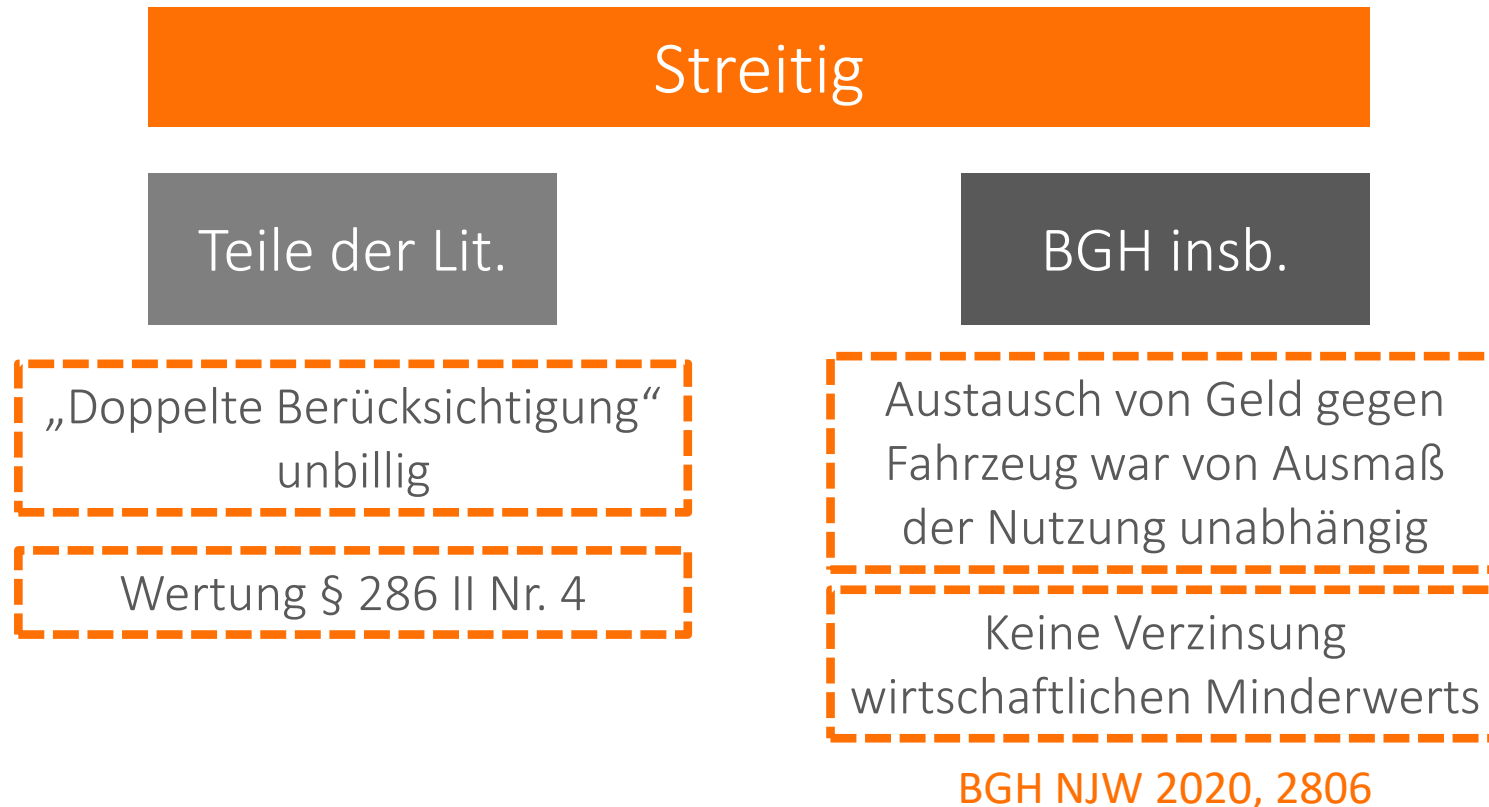 Streitig
Teile der Lit.
„Doppelte Berücksichtigung“
unbillig
Wertung § 286 II Nr. 4
BGH insb.
Austausch von Geld gegen
Fahrzeug war von Ausmaß
der Nutzung unabhängig
Keine Verzinsung
wirtschaftlichen Minderwerts
BGH NJW 2020, 2806